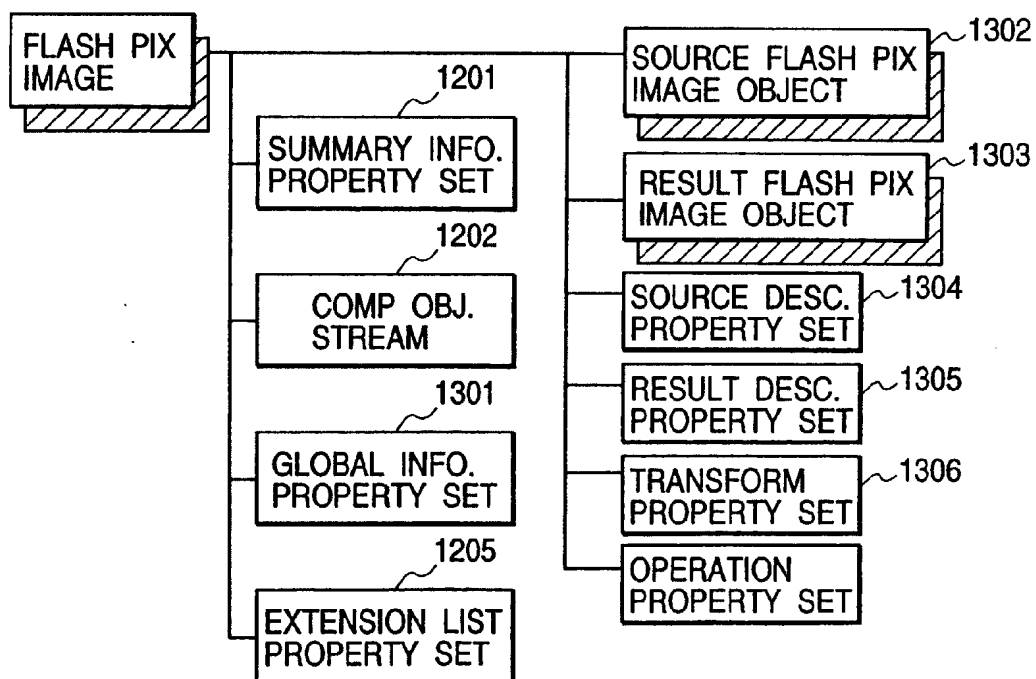 FLASH PIX
IMAGE
1201
SUMMARY INFO.
PROPERTY SET
1202
COMP OBJ.
STREAM
1301
GLOBAL INFO.
PROPERTY SET
1205
EXTENSION LIST
PROPERTY SET
1302
SOURCE FLASH PIX
IMAGE OBJECT
1303
RESULT FLASH PIX
IMAGE OBJECT
1304
SOURCE DESC.
PROPERTY SET
1305
RESULT DESC.
PROPERTY SET
1306
TRANSFORM
PROPERTY SET
OPERATION
PROPERTY SET